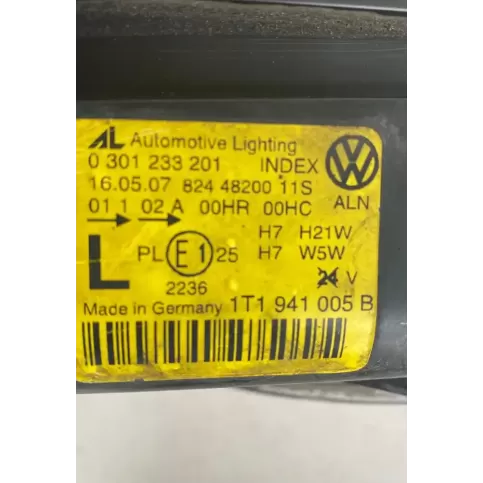 AL Automotive Lighting
0 301 233 201 INDEX
16.05.07 824 48200 11S
ALN
01 1 02 A 00HR 00HC
H7 H21W
L PL E1 25 H7 W5W
2236 24 V
Made in Germany 1T1 941 005 B